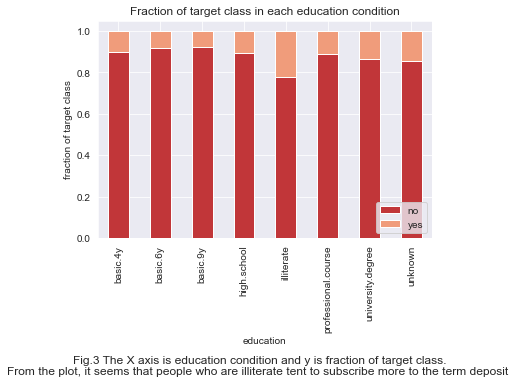 Fraction of target class in each education condition
fraction of target class
1.0
0.8
0.6
0.4
0.2
0.0
no
yes
basic.4y
basic.6y
basic.9y
high.school
illiterate
professional.course
university.degree
unknown
education
Fig.3 The X axis is education condition and y is fraction of target class.
From the plot, it seems that people who are illiterate tent to subscribe more to the term deposit